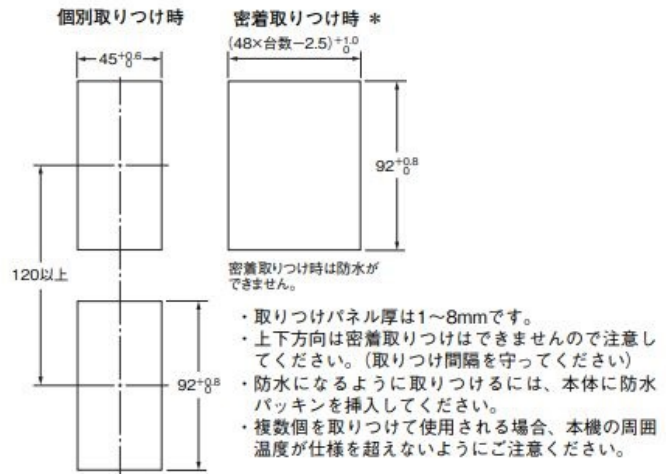 個別取りつけ時
密着取りつけ時 *
(48×台数−2.5)+1.0 0
45+0.6 0
92+0.8 0
120以上
密着取りつけ時は防水が
できません。
92+0.8 0
・取りつけパネル厚は1～8mmです。
・上下方向は密着取りつけはできませんので注意し
てください。（取りつけ間隔を守ってください）
・防水になるように取りつけるには、本体に防水
パッキンを挿入してください。
・複数個を取りつけて使用される場合、本機の周囲
温度が仕様を超えないようにご注意ください。